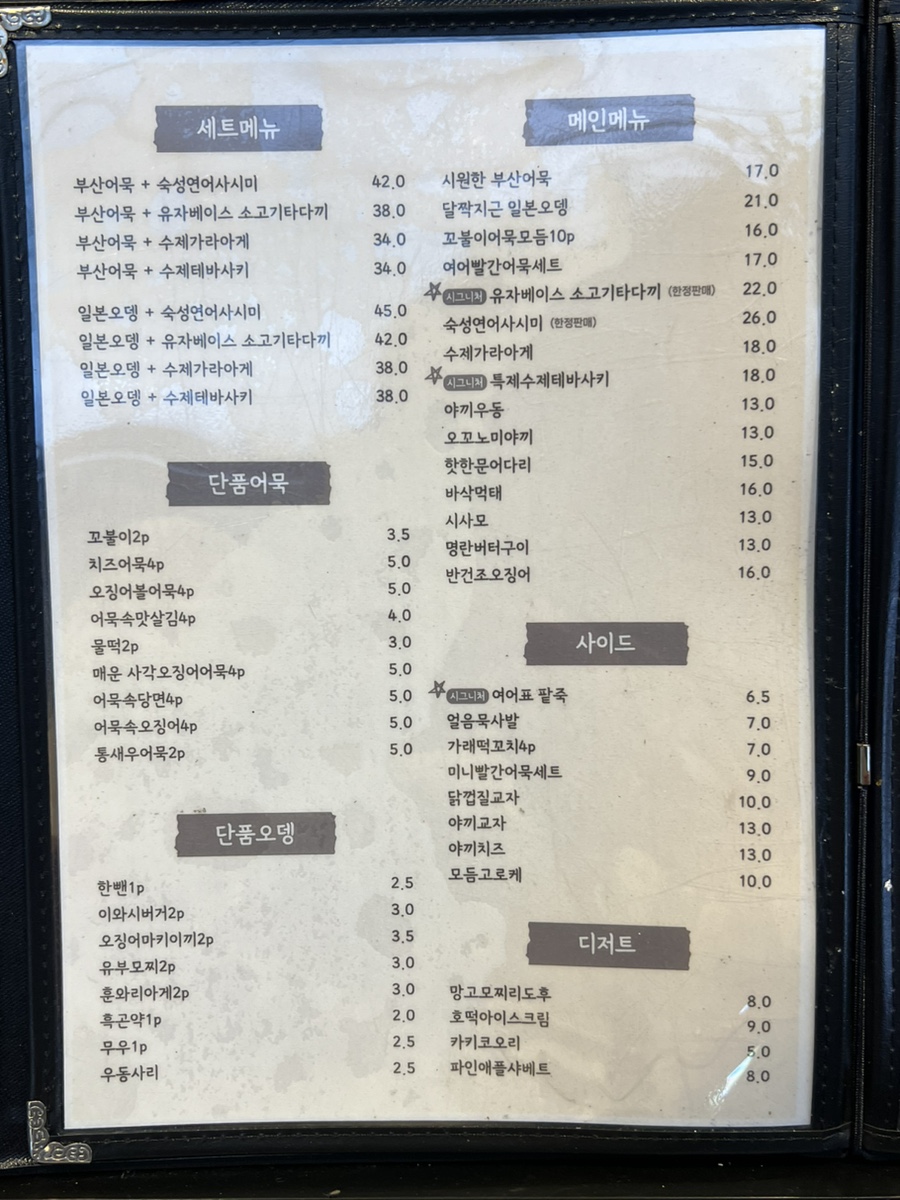 세트메뉴
부산어묵 + 숙성연어사시미 42.0
부산어묵 + 유자베이스 소고기타다끼 38.0
부산어묵 + 수제가라아게 34.0
부산어묵 + 수제테바사키 34.0
일본오뎅 + 숙성연어사시미 45.0
일본오뎅 + 유자베이스 소고기타다끼 42.0
일본오뎅 + 수제가라아게 38.0
일본오뎅 + 수제테바사키 38.0
단품어묵
꼬불이2p 3.5
치즈어묵4p 5.0
오징어볼어묵4p 5.0
어묵속맛살김4p 4.0
물떡2p 3.0
매운 사각오징어어묵4p 5.0
어묵속당면4p 5.0
어묵속오징어4p 5.0
통새우어묵2p 5.0
단품오뎅
한뺀1p 2.5
이와시버거2p 3.0
오징어마키이끼2p 3.5
유부모찌2p 3.0
훈와리아게2p 3.0
흑곤약1p 2.0
무우1p 2.5
우동사리 2.5
메인메뉴
시원한 부산어묵 17.0
달짝지근 일본오뎅 21.0
꼬불이어묵모듬10p 16.0
여어빨간어묵세트 17.0
시그니처 유자베이스 소고기타다끼 (한정판매) 22.0
숙성연어사시미 (한정판매) 26.0
수제가라아게 18.0
시그니처 특제수제테바사키 18.0
야끼우동 13.0
오꼬노미야끼 13.0
핫한문어다리 15.0
바삭먹태 16.0
시사모 13.0
명란버터구이 13.0
반건조오징어 16.0
사이드
시그니처 여어표 팥죽 6.5
얼음묵사발 7.0
가래떡꼬치4p 7.0
미니빨간어묵세트 9.0
닭껍질교자 10.0
야끼교자 13.0
야끼치즈 13.0
모듬고로케 10.0
디저트
망고모찌리도후 8.0
호떡아이스크림 9.0
카키코오리 5.0
파인애플샤베트 8.0